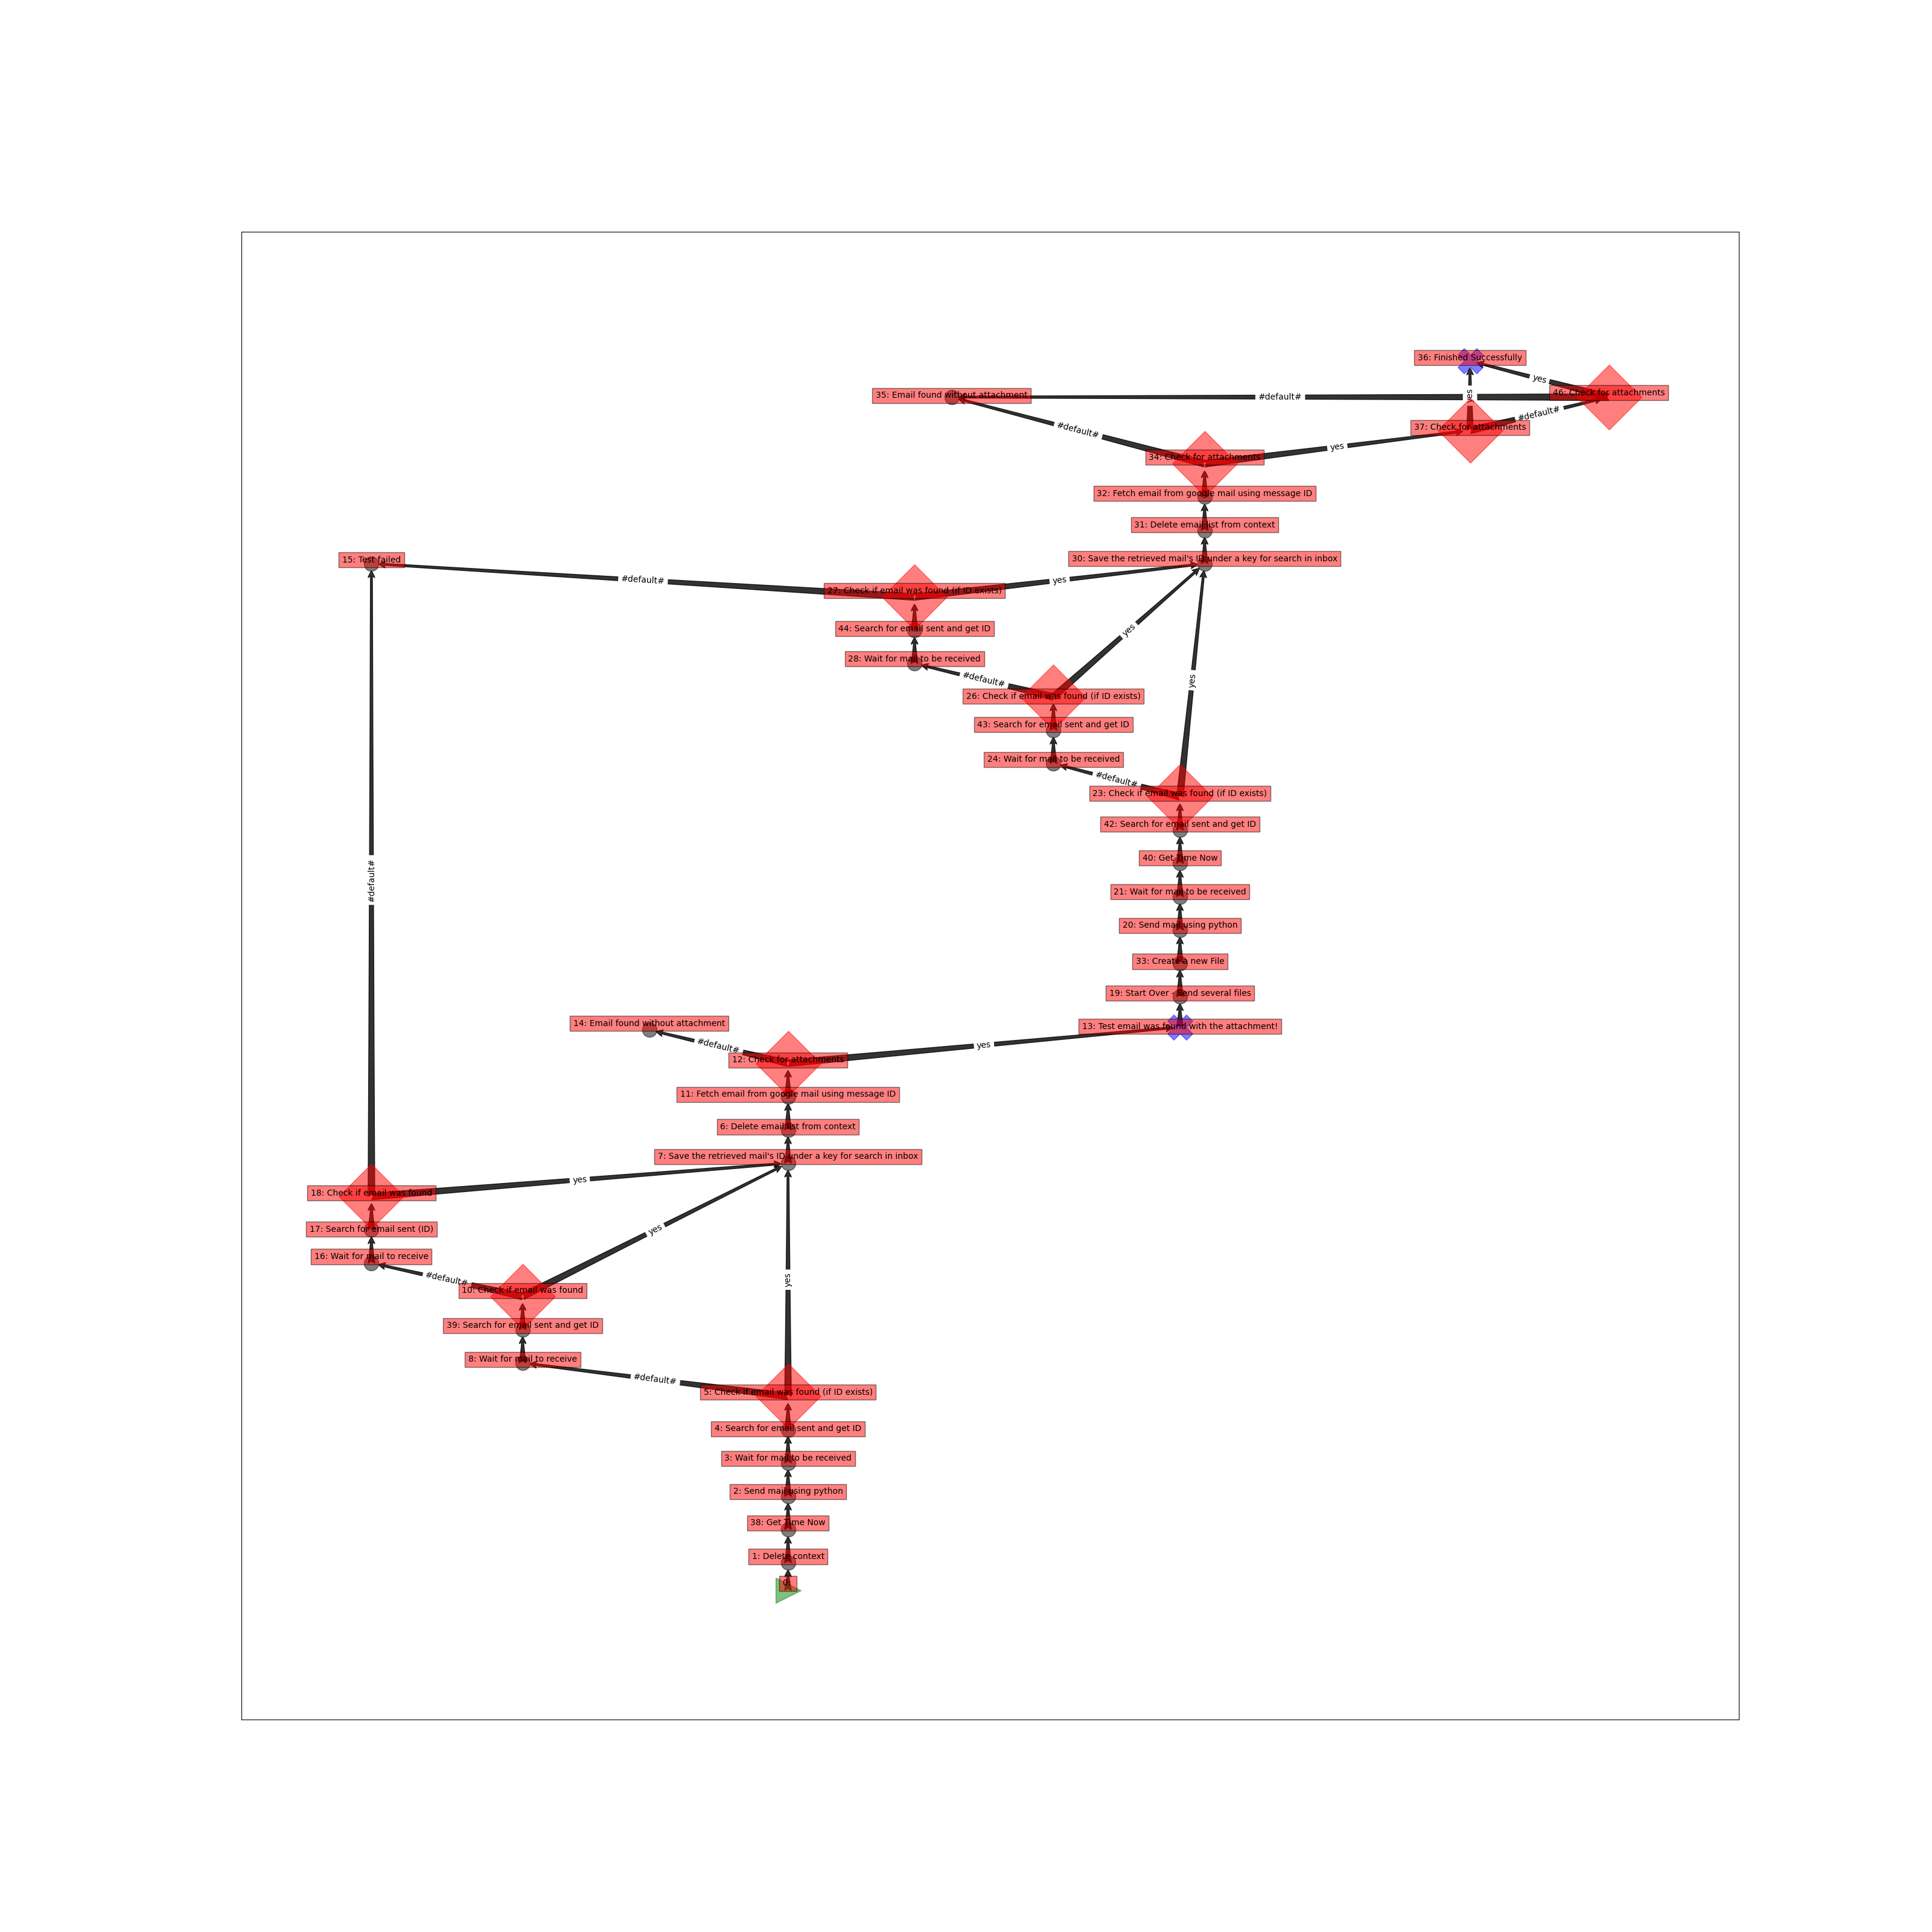 36: Finished Successfully
yes
46: Check for attachments
35: Email found without attachment
#default#
yes
#default#
37: Check for attachments
#default#
yes
34: Check for attachments
32: Fetch email from google mail using message ID
31: Delete email list from context
30: Save the retrieved mail's ID under a key for search in inbox
15: Test failed
#default#
yes
27: Check if email was found (if ID exists)
44: Search for email sent and get ID
yes
28: Wait for mail to be received
#default#
yes
26: Check if email was found (if ID exists)
43: Search for email sent and get ID
24: Wait for mail to be received
#default#
23: Check if email was found (if ID exists)
42: Search for email sent and get ID
40: Get Time Now
#default#
21: Wait for mail to be received
20: Send mail using python
33: Create a new File
19: Start Over - Send several files
14: Email found without attachment
13: Test email was found with the attachment!
#default#
yes
12: Check for attachments
11: Fetch email from google mail using message ID
6: Delete email list from context
7: Save the retrieved mail's ID under a key for search in inbox
yes
18: Check if email was found
17: Search for email sent (ID)
yes
16: Wait for mail to receive
#default#
yes
10: Check if email was found
39: Search for email sent and get ID
8: Wait for mail to receive
#default#
5: Check if email was found (if ID exists)
4: Search for email sent and get ID
3: Wait for mail to be received
2: Send mail using python
38: Get Time Now
1: Delete context
0: